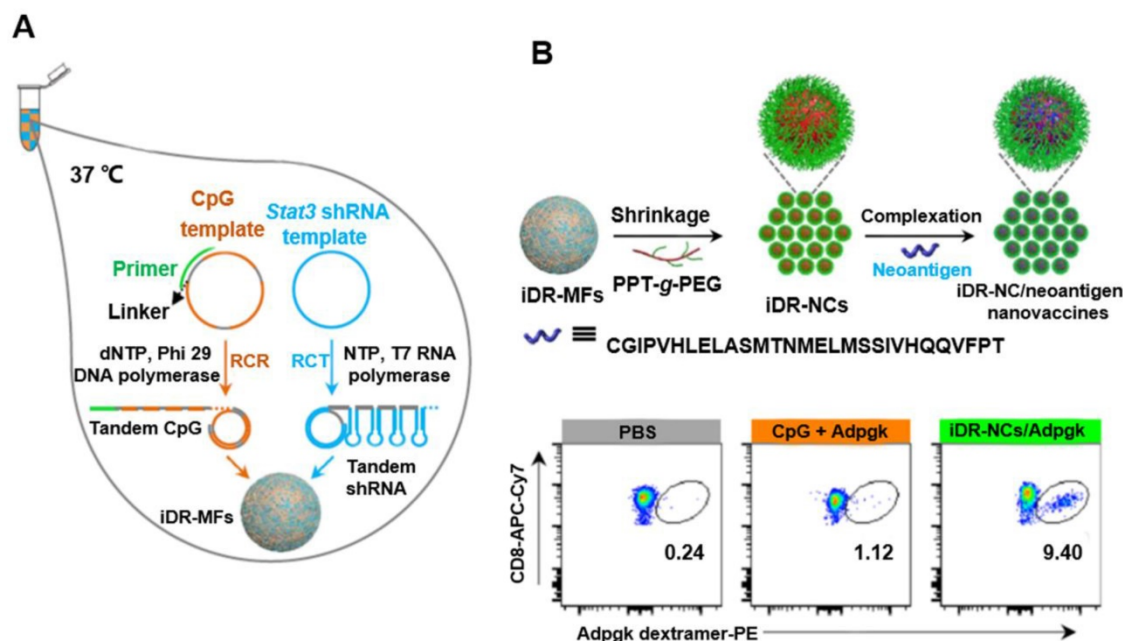 A
37 ℃
CpG
template
Stat3 shRNA
template
Primer
Linker
dNTP, Phi 29
DNA polymerase
RCR
RCT
NTP, T7 RNA
polymerase
Tandem CpG
Tandem
shRNA
iDR-MFs
B
Shrinkage
PPT-g-PEG
Complexation
Neoantigen
iDR-MFs
iDR-NCs
iDR-NC/neoantigen
nanovaccines
CGIPVHLELASMTNMELMSSIVHQQVFPT
PBS
CpG + Adpgk
iDR-NCs/Adpgk
CD8-APC-Cy7
0.24
1.12
9.40
Adpgk dextramer-PE